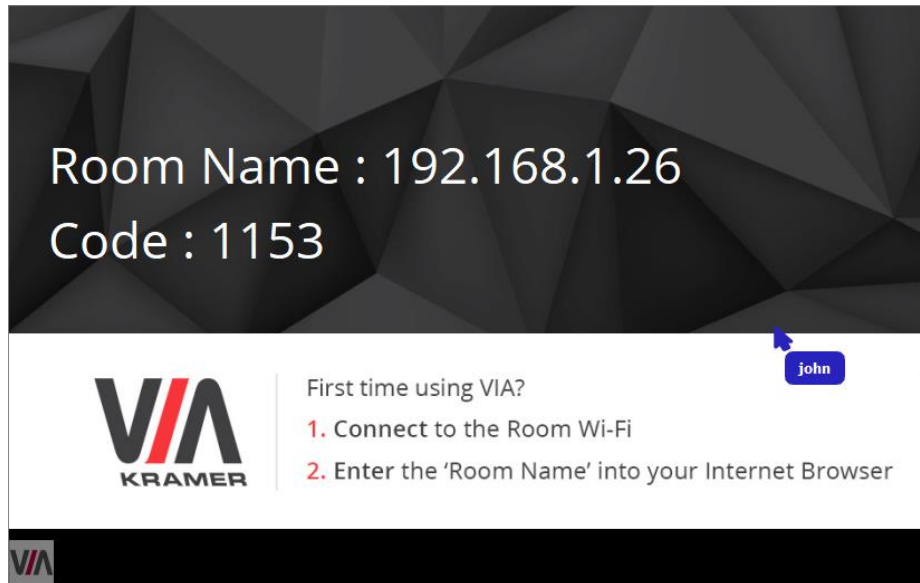 Room Name : 192.168.1.26
Code : 1153
john
VIA
KRAMER
First time using VIA?
1. Connect to the Room Wi-Fi
2. Enter the ‘Room Name’ into your Internet Browser
VIA